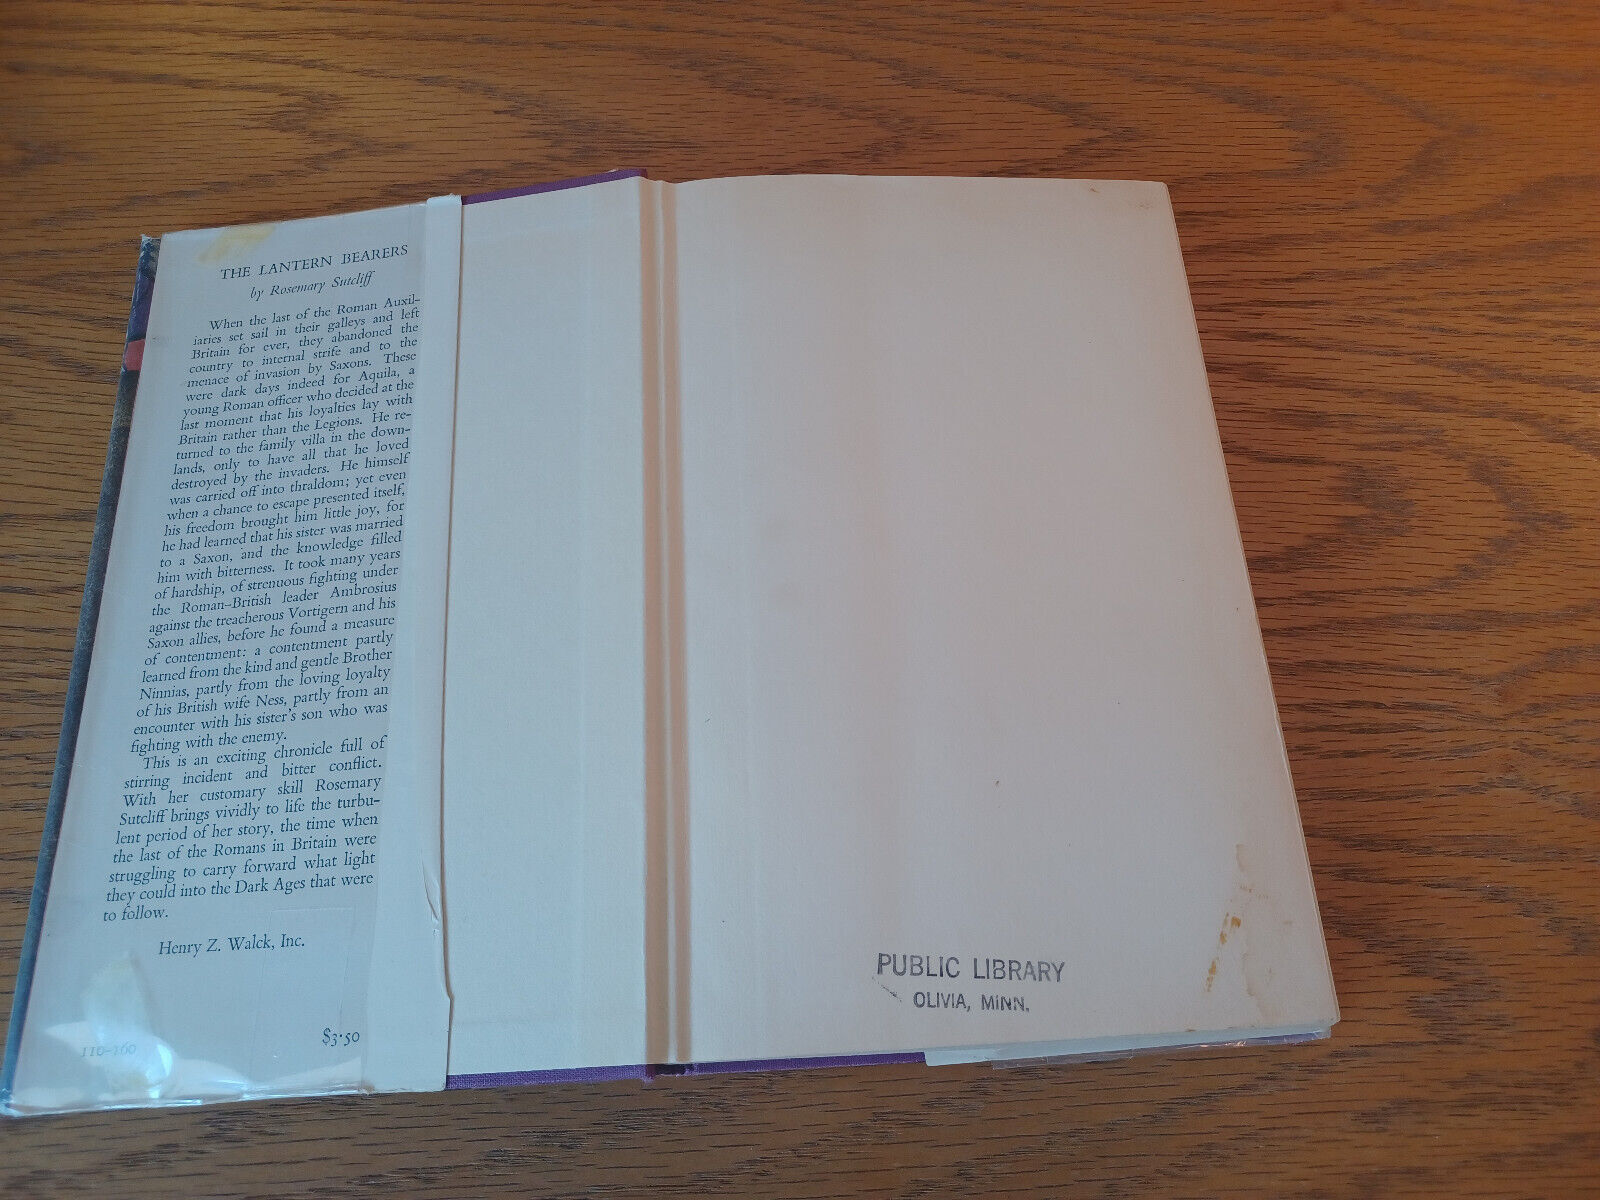 THE LANTERN BEARERS
by Rosemary Sutcliff
When the last of the Roman Auxil-
iaries set sail in their galleys and left
Britain for ever, they abandoned the
country to internal strife and to the
menace of invasion by Saxons. These
were dark days indeed for Aquila, a
young Roman officer who decided at the
last moment that his loyalties lay with
Britain rather than the Legions. He re-
turned to the family villa in the down-
lands, only to have all that he loved
destroyed by the invaders. He himself
was carried off into thraldom; yet even
when a chance to escape presented itself,
his freedom brought him little joy, for
he had learned that his sister was married
to a Saxon, and the knowledge filled
him with bitterness. It took many years
of hardship, of strenuous fighting under
the Roman-British leader Ambrosius
against the treacherous Vortigern and his
Saxon allies, before he found a measure
of contentment: a contentment partly
learned from the kind and gentle Brother
Ninnias, partly from the loving loyalty
of his British wife Ness, partly from an
encounter with his sister's son who was
fighting with the enemy.
This is an exciting chronicle full of
stirring incident and bitter conflict.
With her customary skill Rosemary
Sutcliff brings vividly to life the turbu-
lent period of her story, the time when
the last of the Romans in Britain were
struggling to carry forward what light
they could into the Dark Ages that were
to follow.
Henry Z. Walck, Inc.
$3·50
110-160
PUBLIC LIBRARY
OLIVIA, MINN.